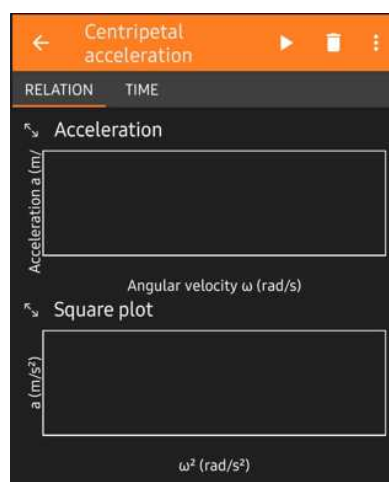 Centripetal
acceleration
RELATION TIME
Acceleration
Acceleration a (m/
Angular velocity ω (rad/s)
Square plot
a (m/s²)
ω² (rad/s²)